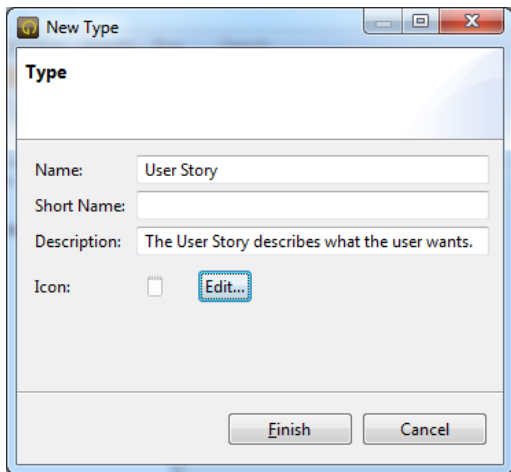 New Type
Type
Name: User Story
Short Name:
Description: The User Story describes what the user wants.
Icon: Edit...
Finish Cancel